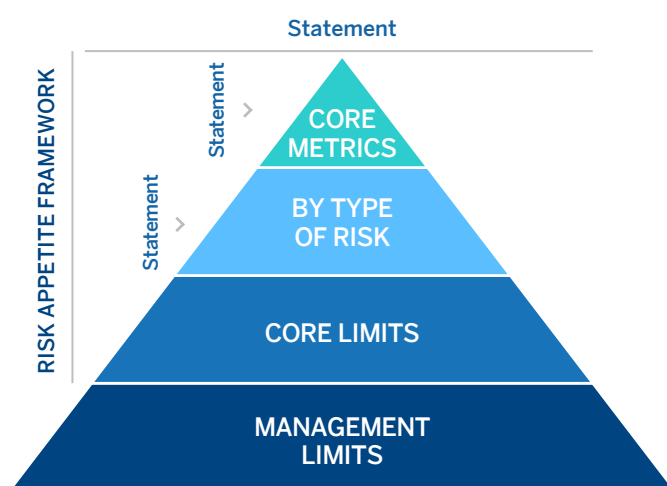 Statement
RISK APPETITE FRAMEWORK
Statement
CORE
METRICS
Statement
BY TYPE
OF RISK
CORE LIMITS
MANAGEMENT
LIMITS